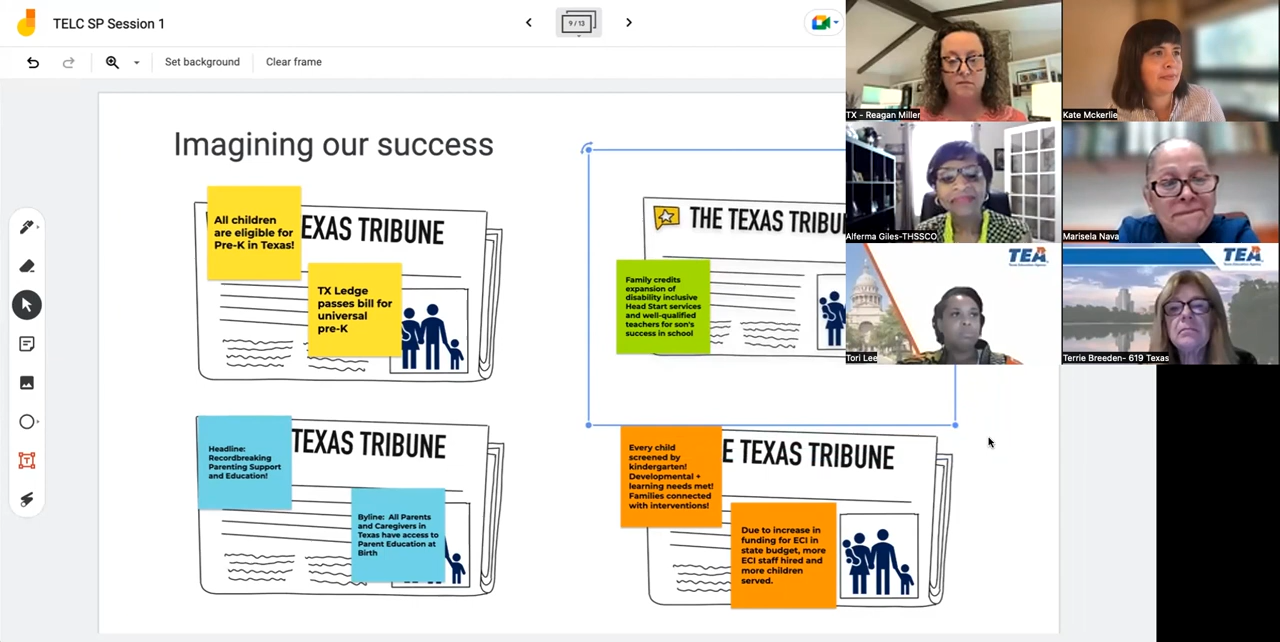 TELC SP Session 1
9 / 13
Set background
Clear frame
Imagining our success
All children
are eligible for
Pre-K in Texas!
EXAS TRIBUNE
TX Ledge
passes bill for
universal
pre-K
THE TEXAS TRIBU
Family credits
expansion of
disability inclusive
Head Start services
and well-qualified
teachers for son's
success in school
Headline:
Recordbreaking
Parenting Support
and Education!
TEXAS TRIBUNE
Byline: All Parents
and Caregivers in
Texas have access to
Parent Education at
Birth
Every child
screened by
kindergarten!
Developmental +
learning needs met!
Families connected
with interventions!
E TEXAS TRIBUNE
Due to increase in
funding for ECI in
state budget, more
ECI staff hired and
more children
served.
TX - Reagan Miller
Kate Mckerlie
Alferma Giles-THSSCO
Marisela Nava
TEA
Texas Education Agency
Tori Lee
TEA
Texas Education Agency
Terrie Breeden- 619 Texas